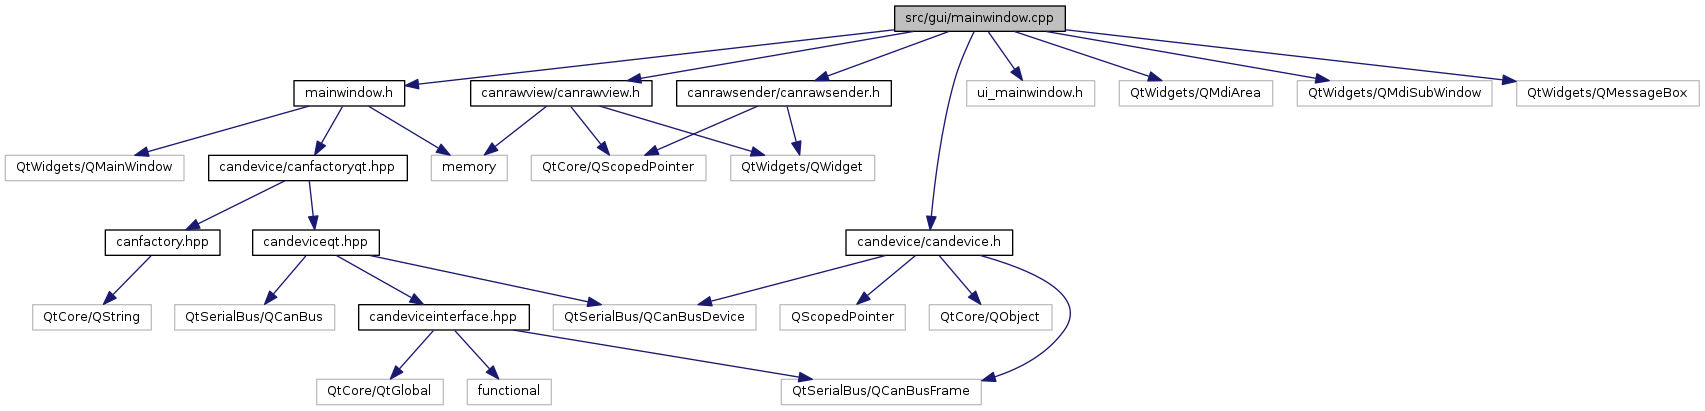 src/gui/mainwindow.cpp
mainwindow.h
canrawview/canrawview.h
canrawsender/canrawsender.h
ui_mainwindow.h
QtWidgets/QMdiArea
QtWidgets/QMdiSubWindow
QtWidgets/QMessageBox
QtWidgets/QMainWindow
candevice/canfactoryqt.hpp
memory
QtCore/QScopedPointer
QtWidgets/QWidget
canfactory.hpp
candeviceqt.hpp
candevice/candevice.h
QtCore/QString
QtSerialBus/QCanBus
candeviceinterface.hpp
QtSerialBus/QCanBusDevice
QScopedPointer
QtCore/QObject
QtCore/QtGlobal
functional
QtSerialBus/QCanBusFrame